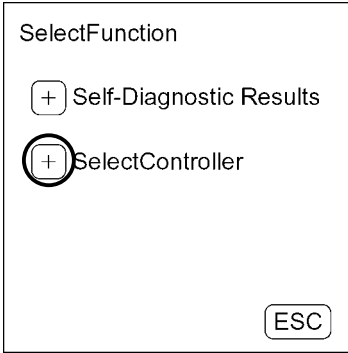 SelectFunction
+ Self-Diagnostic Results
+ SelectController
ESC